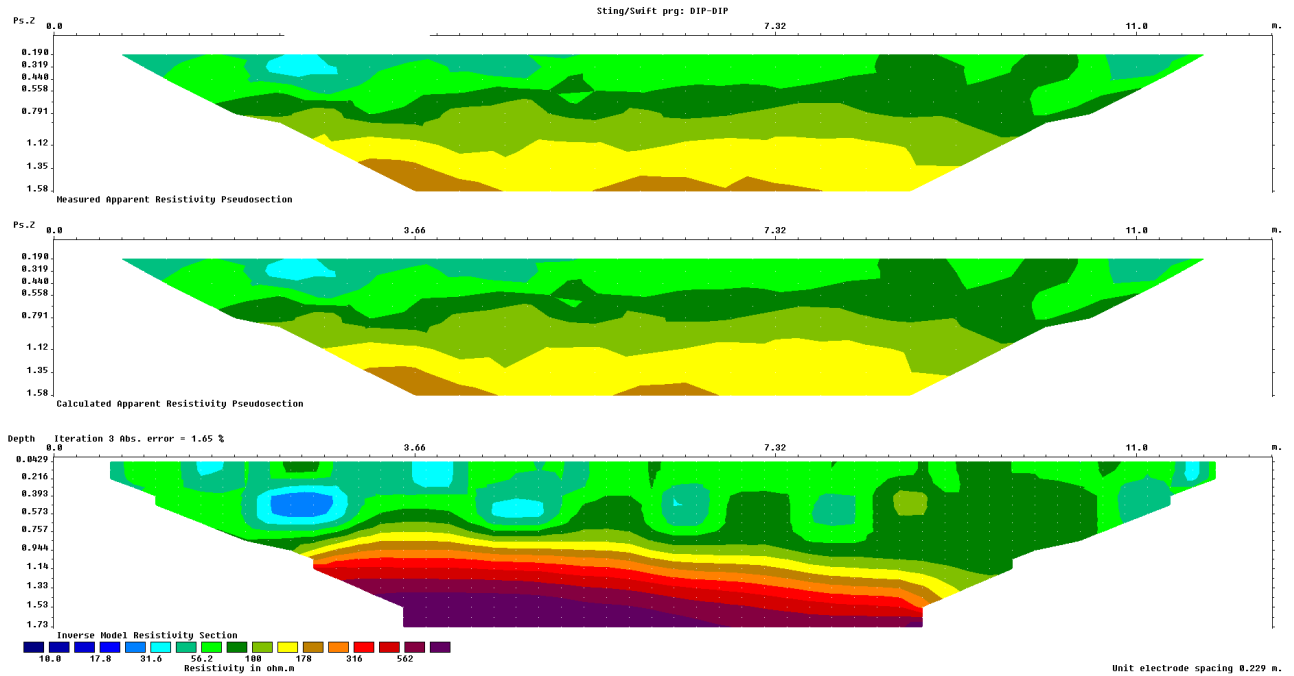 Sting/Swift prg: DIP-DIP
Ps.Z 0.0 7.32 11.0 m.
0.190
0.319
0.440
0.558
0.791
1.12
1.35
1.58
Measured Apparent Resistivity Pseudosection
Ps.Z 0.0 3.66 7.32 11.0 m.
0.190
0.319
0.440
0.558
0.791
1.12
1.35
1.58
Calculated Apparent Resistivity Pseudosection
Depth Iteration 3 Abs. error = 1.65 %
0.0 3.66 7.32 11.0 m.
0.0429
0.216
0.393
0.573
0.757
0.944
1.14
1.33
1.53
1.73
Inverse Model Resistivity Section
10.0 17.8 31.6 56.2 100 178 316 562
Resistivity in ohm.m
Unit electrode spacing 0.229 m.